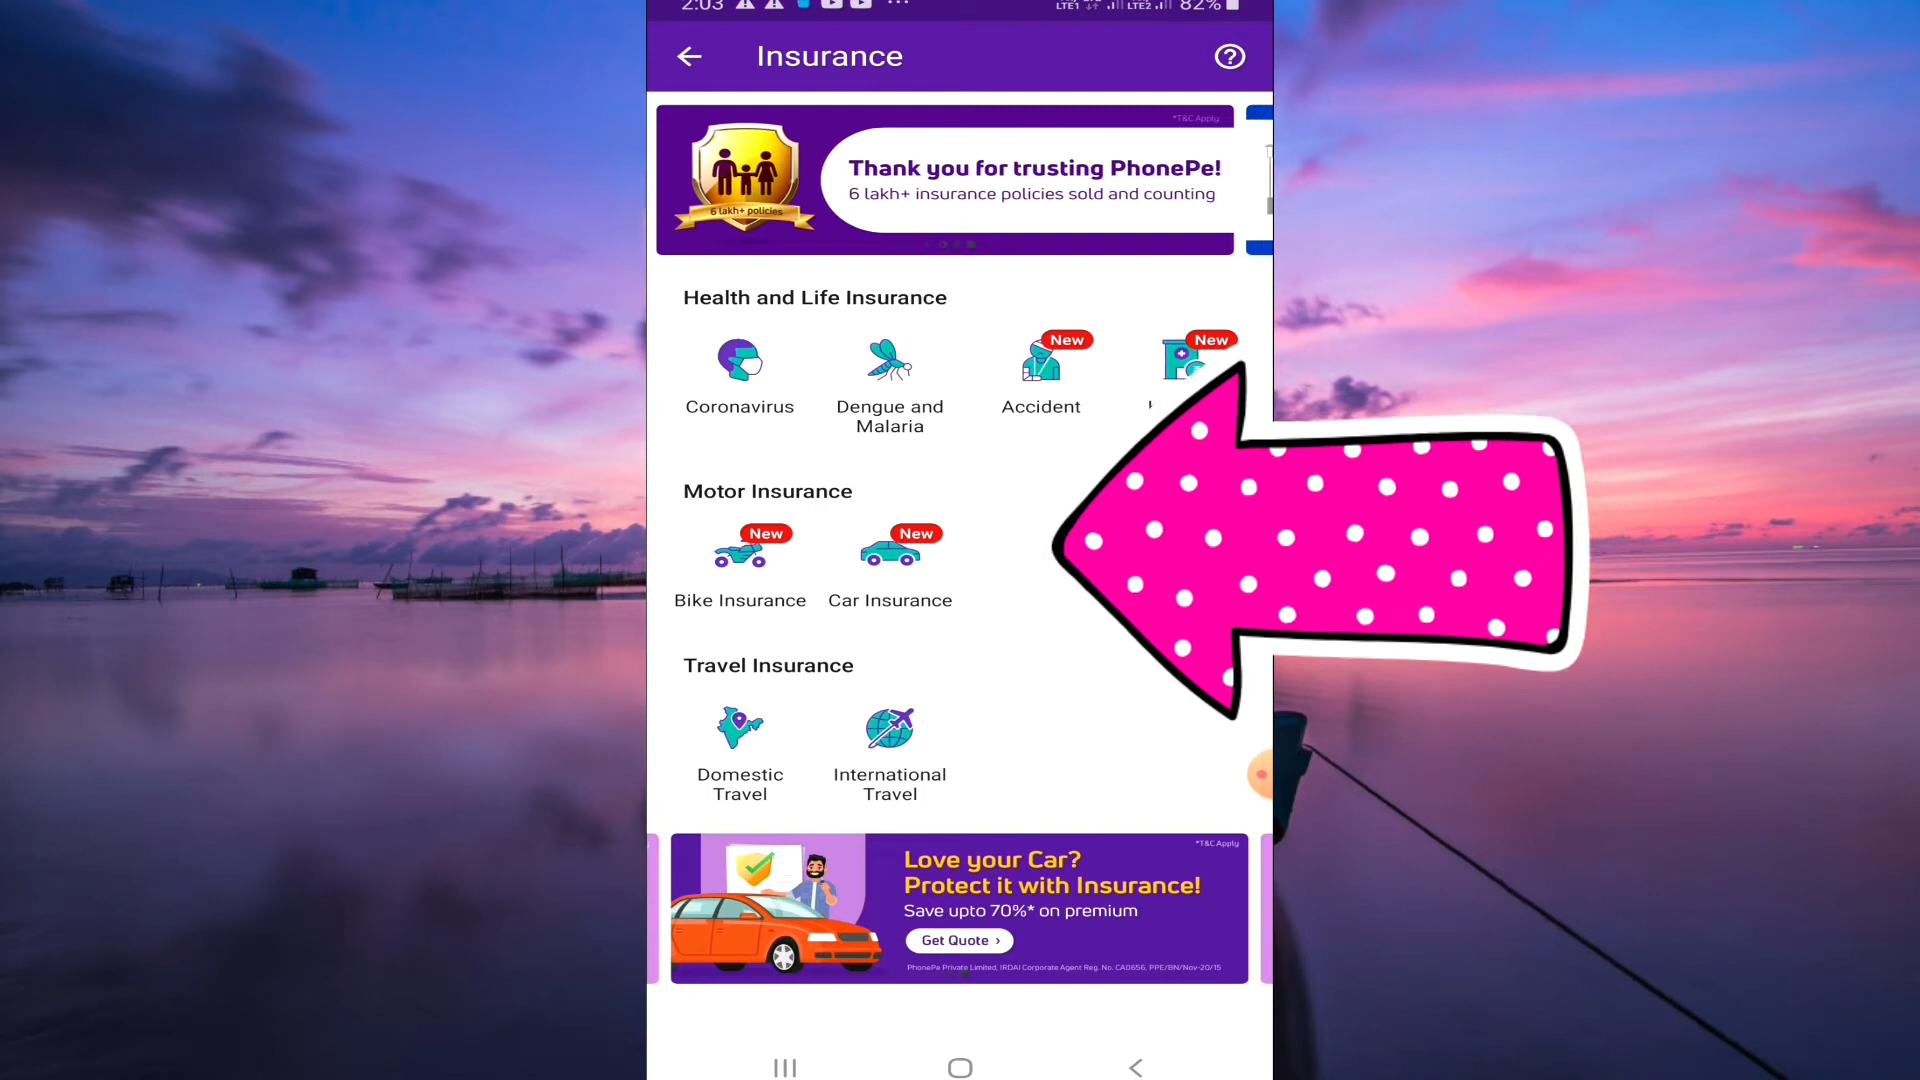 2:03
LTE1
LTE2
82%
Insurance
*T&C Apply
6 lakh+ policies
Thank you for trusting PhonePe!
6 lakh+ insurance policies sold and counting
Health and Life Insurance
New
New
Coronavirus
Dengue and
Malaria
Accident
Motor Insurance
New
New
Bike Insurance
Car Insurance
Travel Insurance
Domestic
Travel
International
Travel
*T&C Apply
Love your Car?
Protect it with Insurance!
Save upto 70%* on premium
Get Quote ›
PhonePe Private Limited, IRDAI Corporate Agent Reg. No. CA0656, PPE/BN/Nov-20/15